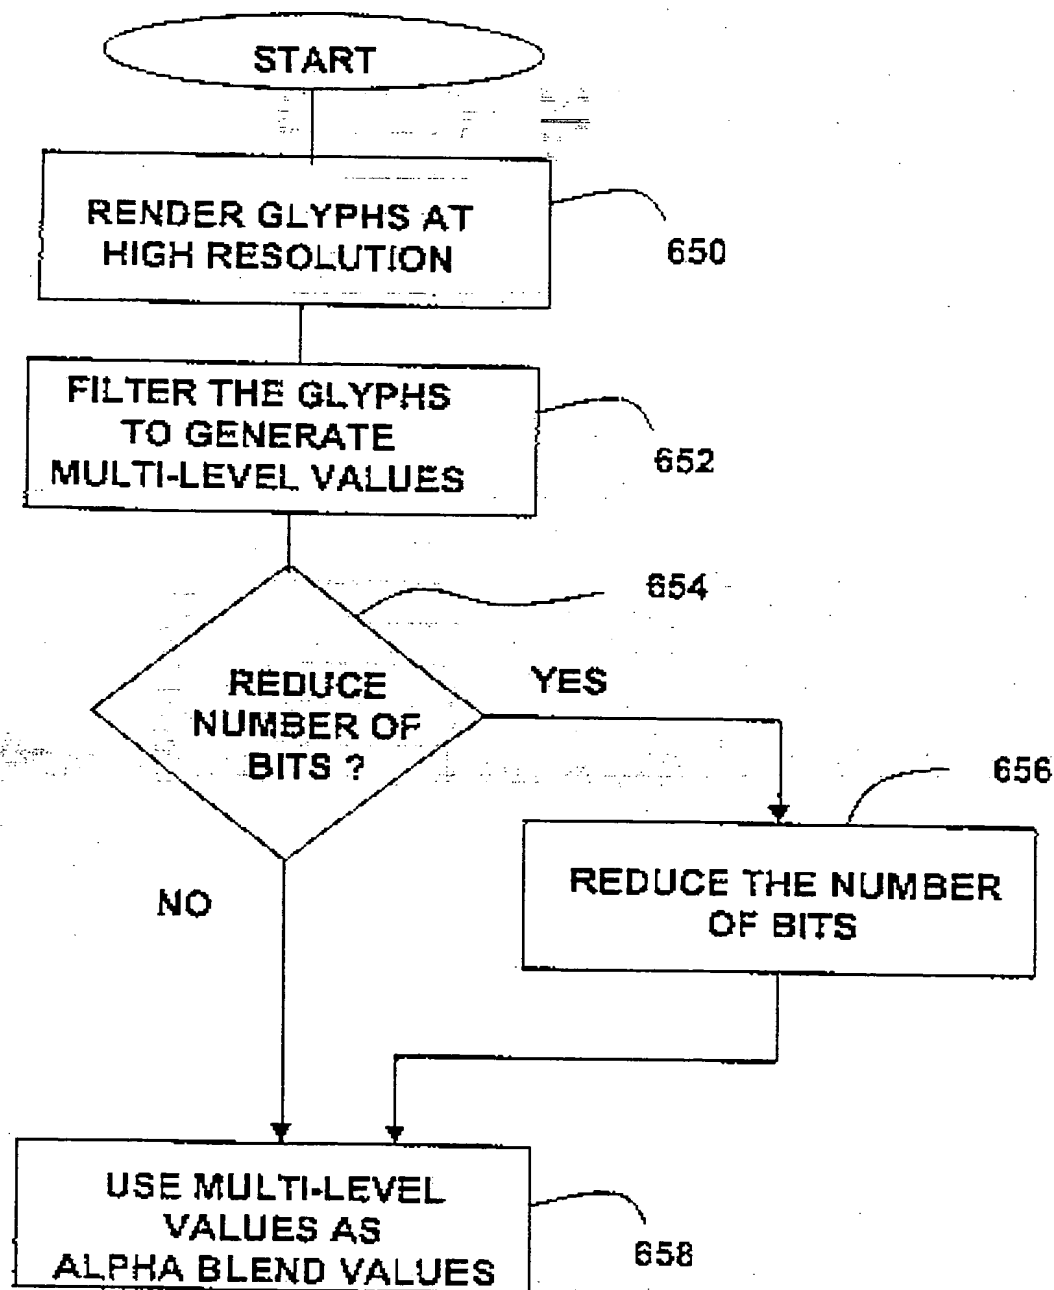 START
RENDER GLYPHS AT
HIGH RESOLUTION
650
FILTER THE GLYPHS
TO GENERATE
MULTI-LEVEL VALUES
652
654
REDUCE
NUMBER OF
BITS ?
YES
656
REDUCE THE NUMBER
OF BITS
NO
USE MULTI-LEVEL
VALUES AS
ALPHA BLEND VALUES
658